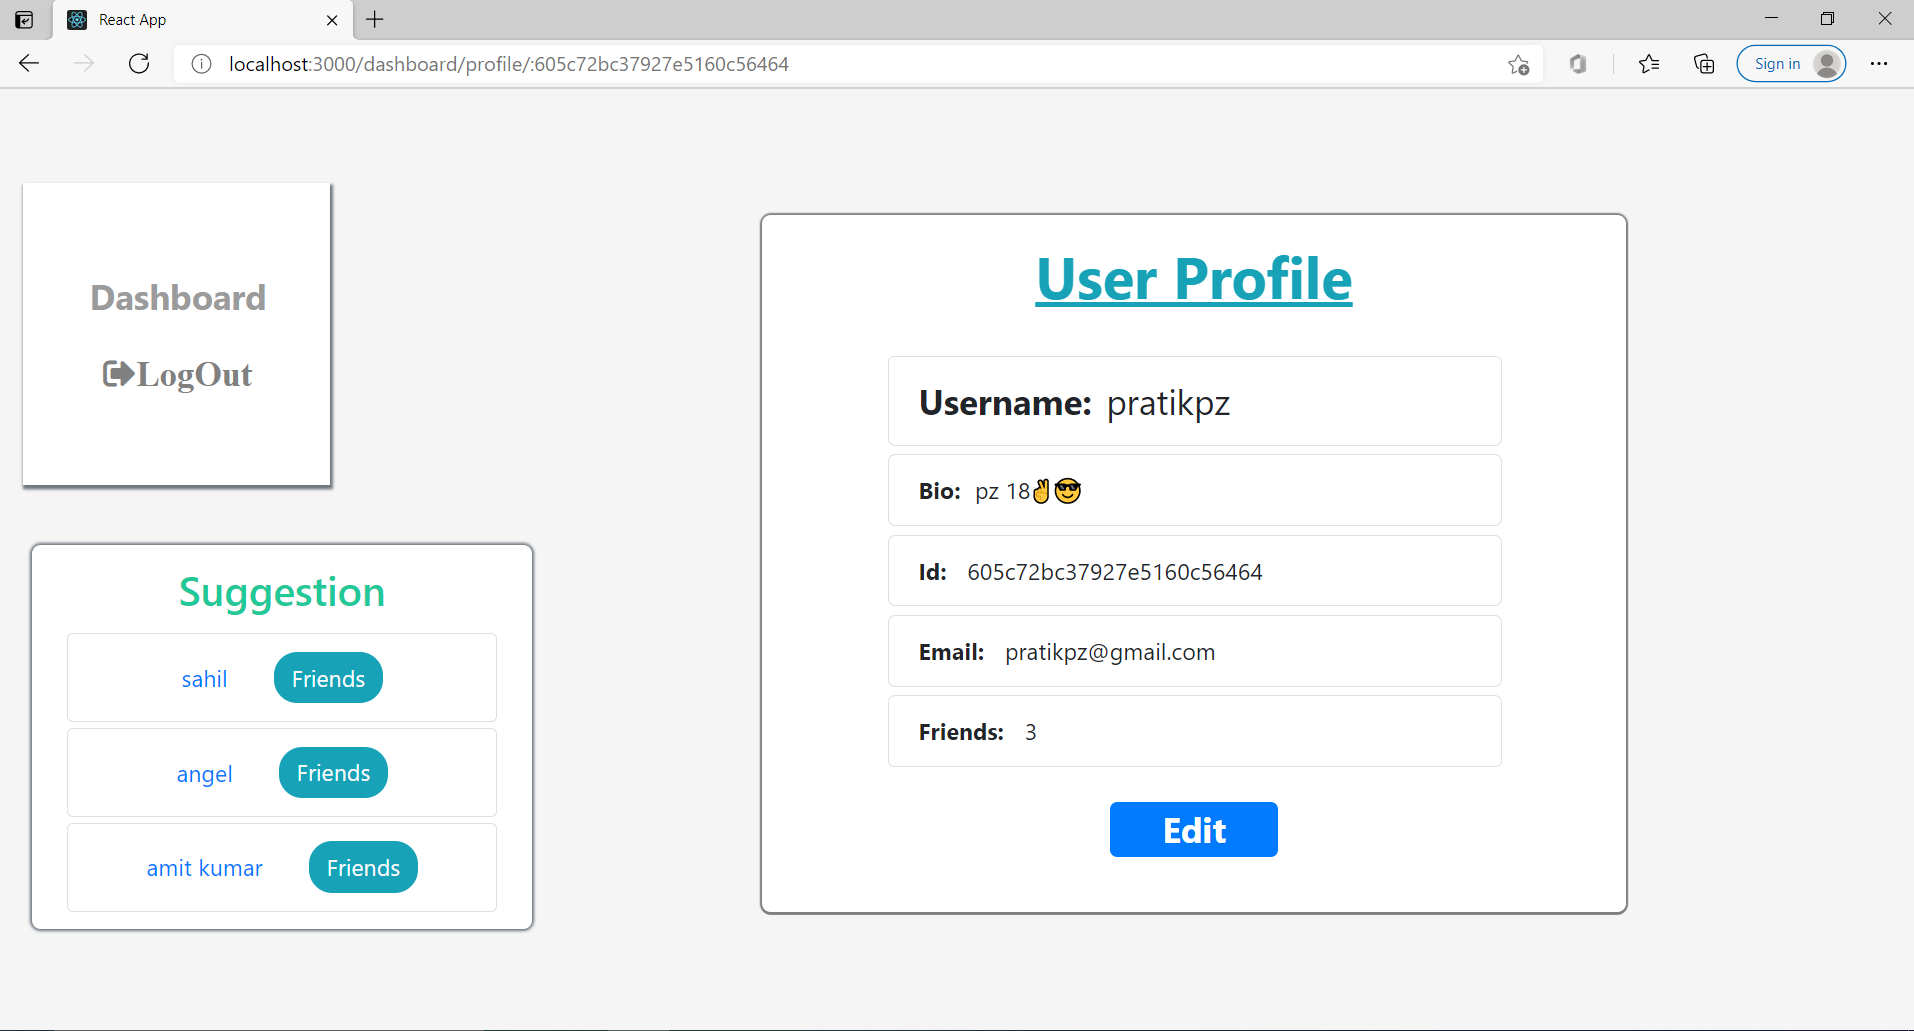 React App
localhost:3000/dashboard/profile/:605c72bc37927e5160c56464
Sign in
Dashboard
LogOut
Suggestion
sahil Friends
angel Friends
amit kumar Friends
User Profile
Username: pratikpz
Bio: pz 18✌😎
Id: 605c72bc37927e5160c56464
Email: pratikpz@gmail.com
Friends: 3
Edit